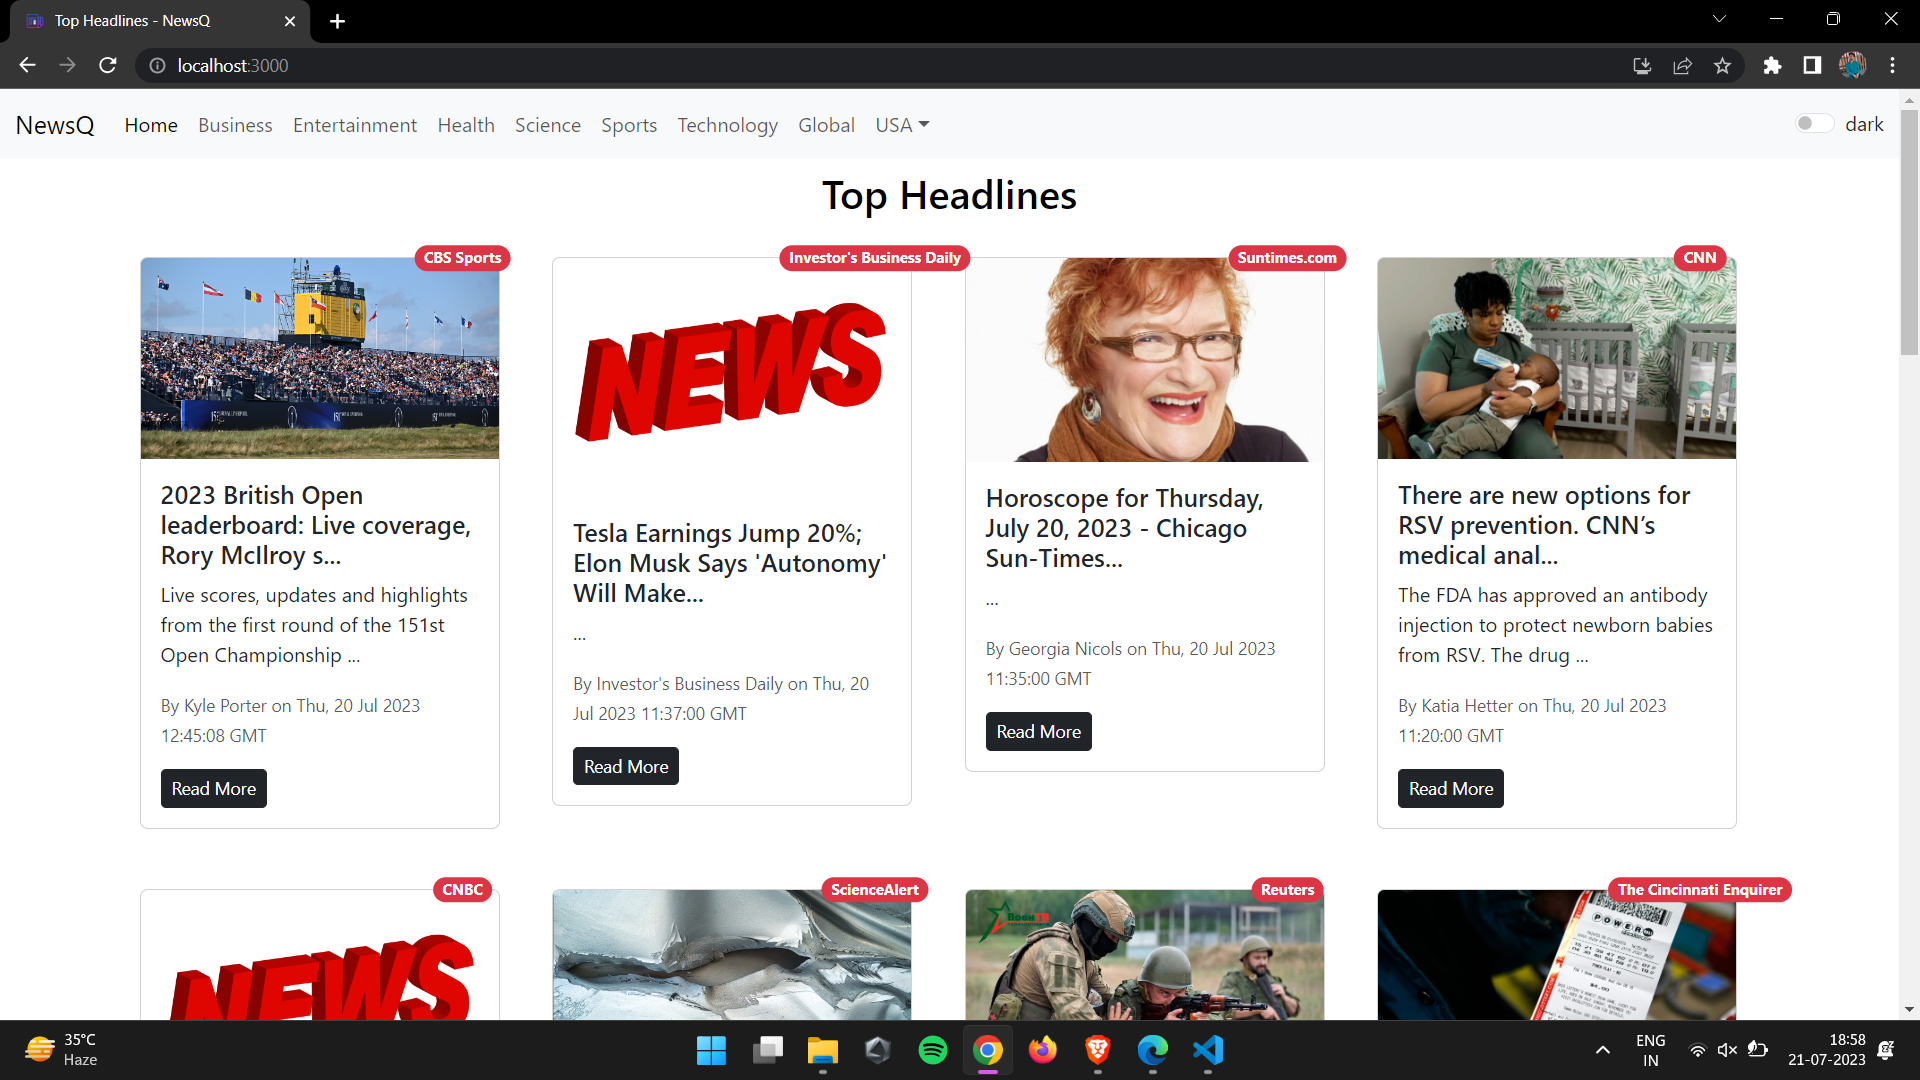 Top Headlines - NewsQ
localhost:3000
NewsQ Home Business Entertainment Health Science Sports Technology Global USA dark
Top Headlines
CBS Sports
2023 British Open
leaderboard: Live coverage,
Rory McIlroy s...
Live scores, updates and highlights
from the first round of the 151st
Open Championship ...
By Kyle Porter on Thu, 20 Jul 2023
12:45:08 GMT
Read More
Investor's Business Daily
NEWS
Tesla Earnings Jump 20%;
Elon Musk Says 'Autonomy'
Will Make...
...
By Investor's Business Daily on Thu, 20
Jul 2023 11:37:00 GMT
Read More
Suntimes.com
Horoscope for Thursday,
July 20, 2023 - Chicago
Sun-Times...
...
By Georgia Nicols on Thu, 20 Jul 2023
11:35:00 GMT
Read More
CNN
There are new options for
RSV prevention. CNN’s
medical anal...
The FDA has approved an antibody
injection to protect newborn babies
from RSV. The drug ...
By Katia Hetter on Thu, 20 Jul 2023
11:20:00 GMT
Read More
CNBC
NEWS
ScienceAlert
Reuters
The Cincinnati Enquirer
POWER
35°C
Haze
ENG
IN
18:58
21-07-2023